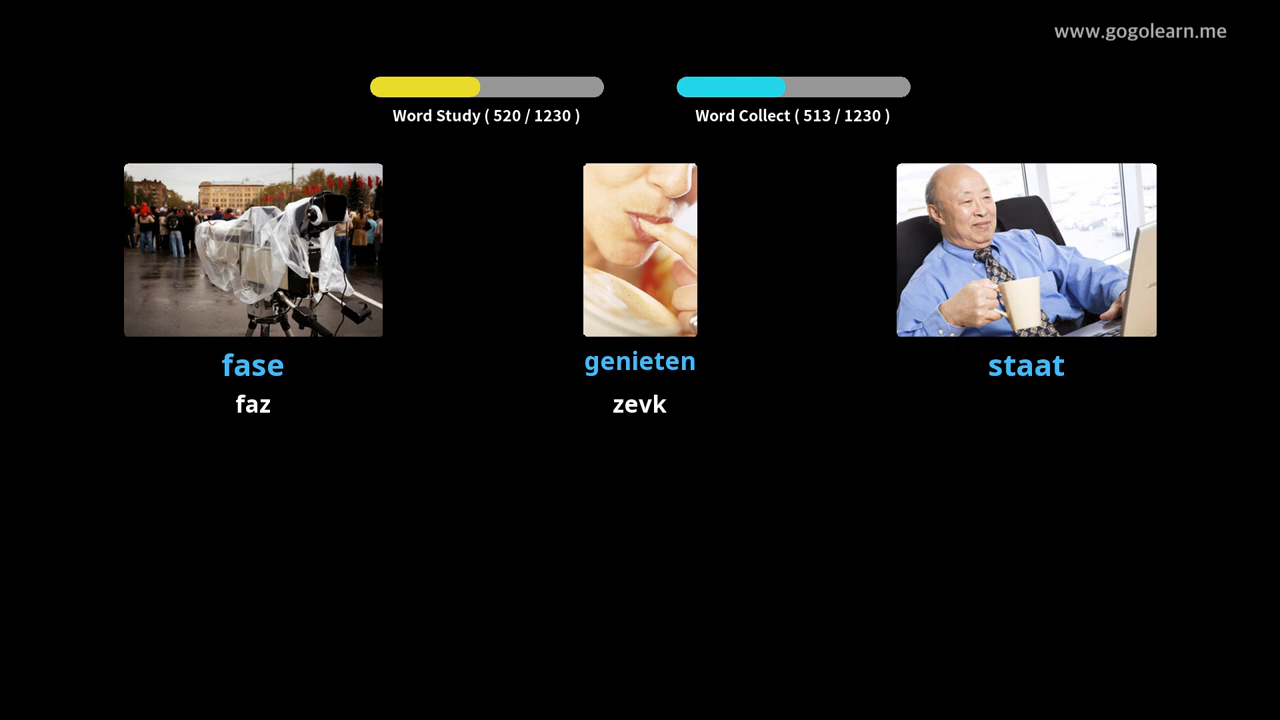 www.gogolearn.me
Word Study ( 520 / 1230 )
Word Collect ( 513 / 1230 )
fase
genieten
staat
faz
zevk